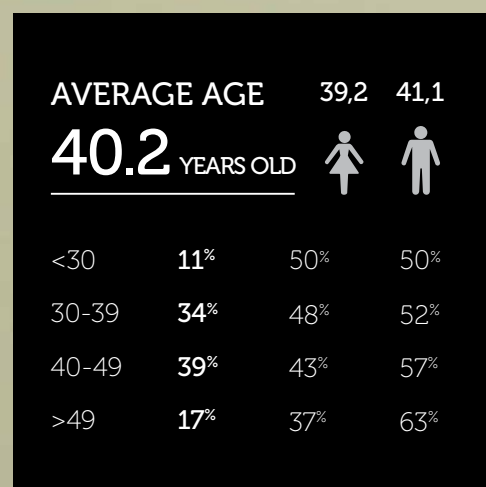 AVERAGE AGE 39,2 41,1
40.2 YEARS OLD
<30 11% 50% 50%
30-39 34% 48% 52%
40-49 39% 43% 57%
>49 17% 37% 63%